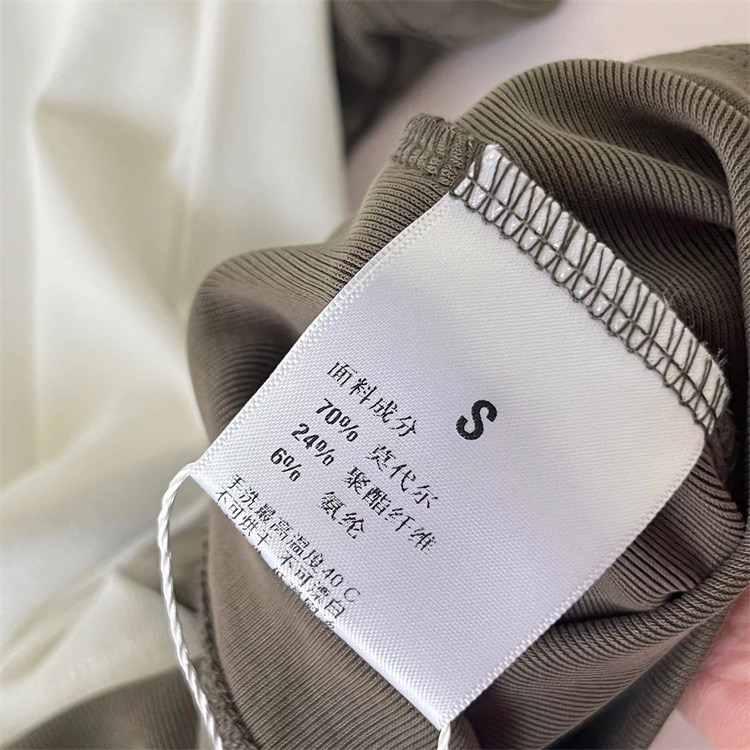 S
面料成分
70% 莫代尔
24% 聚酯纤维
6% 氨纶
手洗最高温度40C
不可烘干 不可漂白